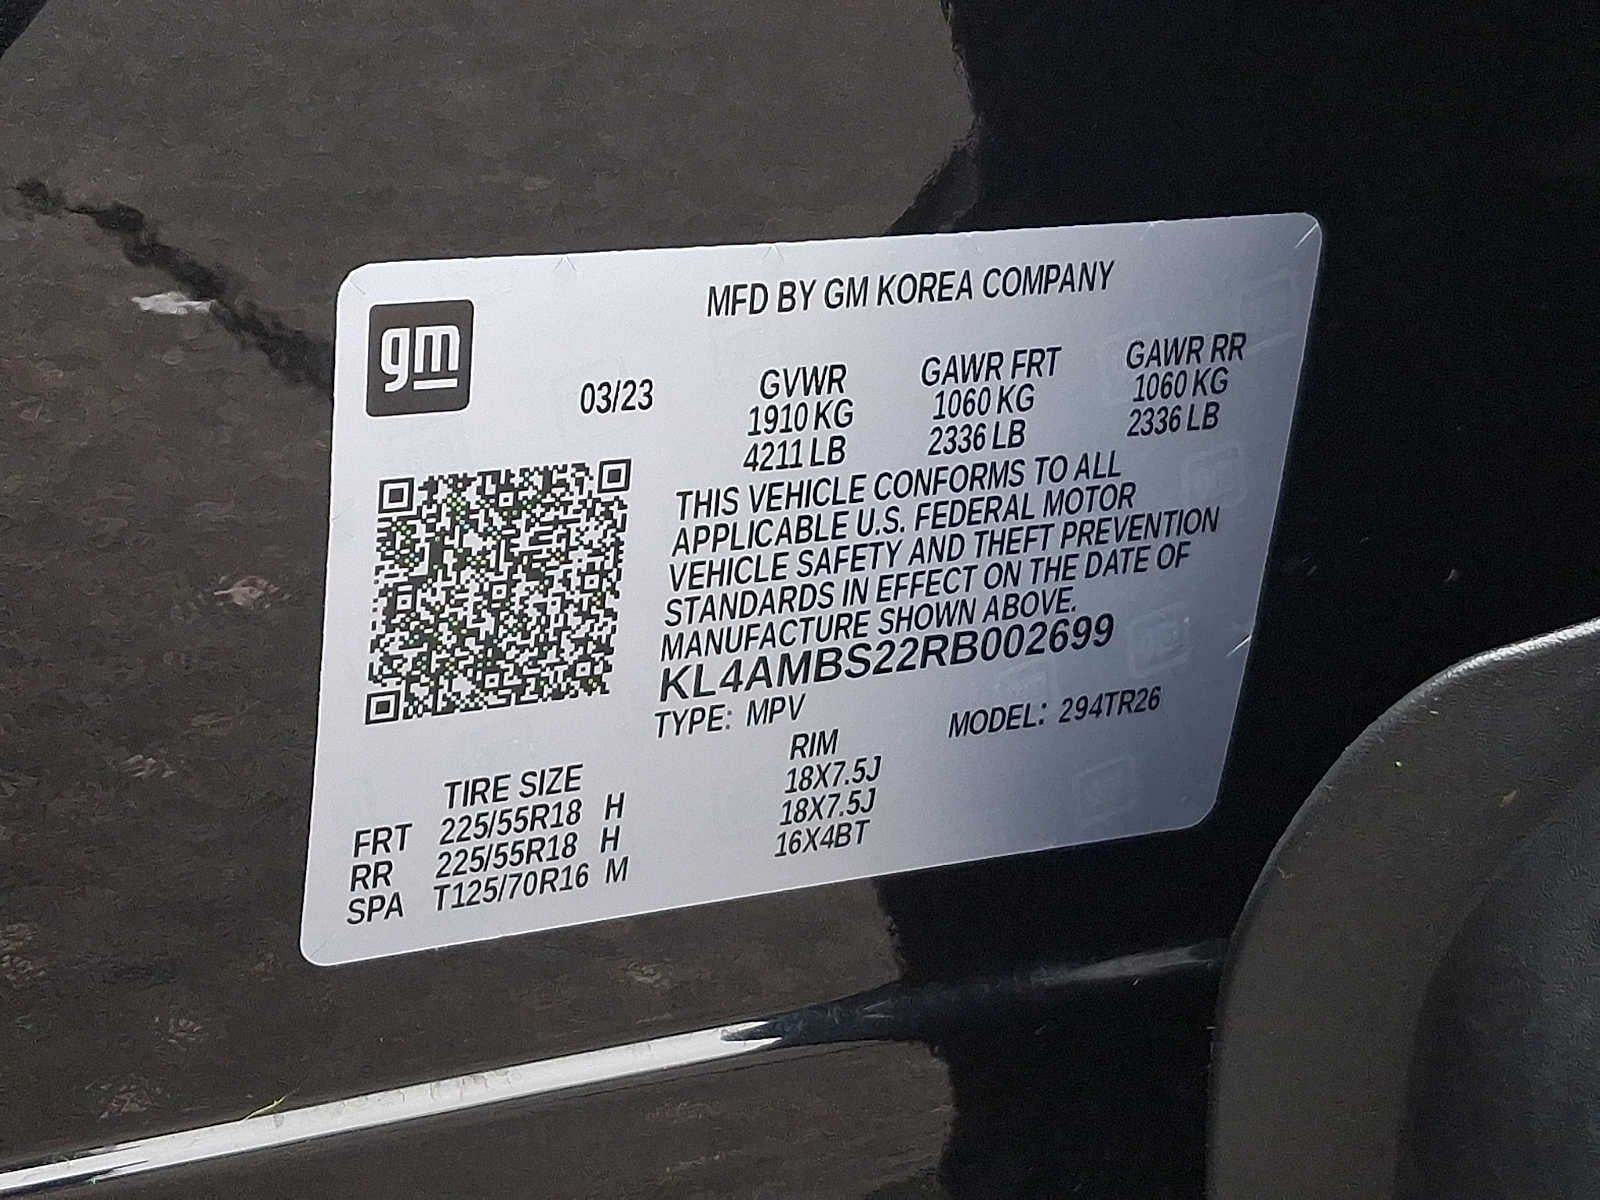 MFD BY GM KOREA COMPANY
gm
03/23 GVWR GAWR FRT GAWR RR
1910 KG 1060 KG 1060 KG
4211 LB 2336 LB 2336 LB
THIS VEHICLE CONFORMS TO ALL
APPLICABLE U.S. FEDERAL MOTOR
VEHICLE SAFETY AND THEFT PREVENTION
STANDARDS IN EFFECT ON THE DATE OF
MANUFACTURE SHOWN ABOVE.
KL4AMBS22RB002699
TYPE: MPV MODEL: 294TR26
TIRE SIZE RIM
FRT 225/55R18 H 18X7.5J
RR 225/55R18 H 18X7.5J
SPA T125/70R16 M 16X4BT